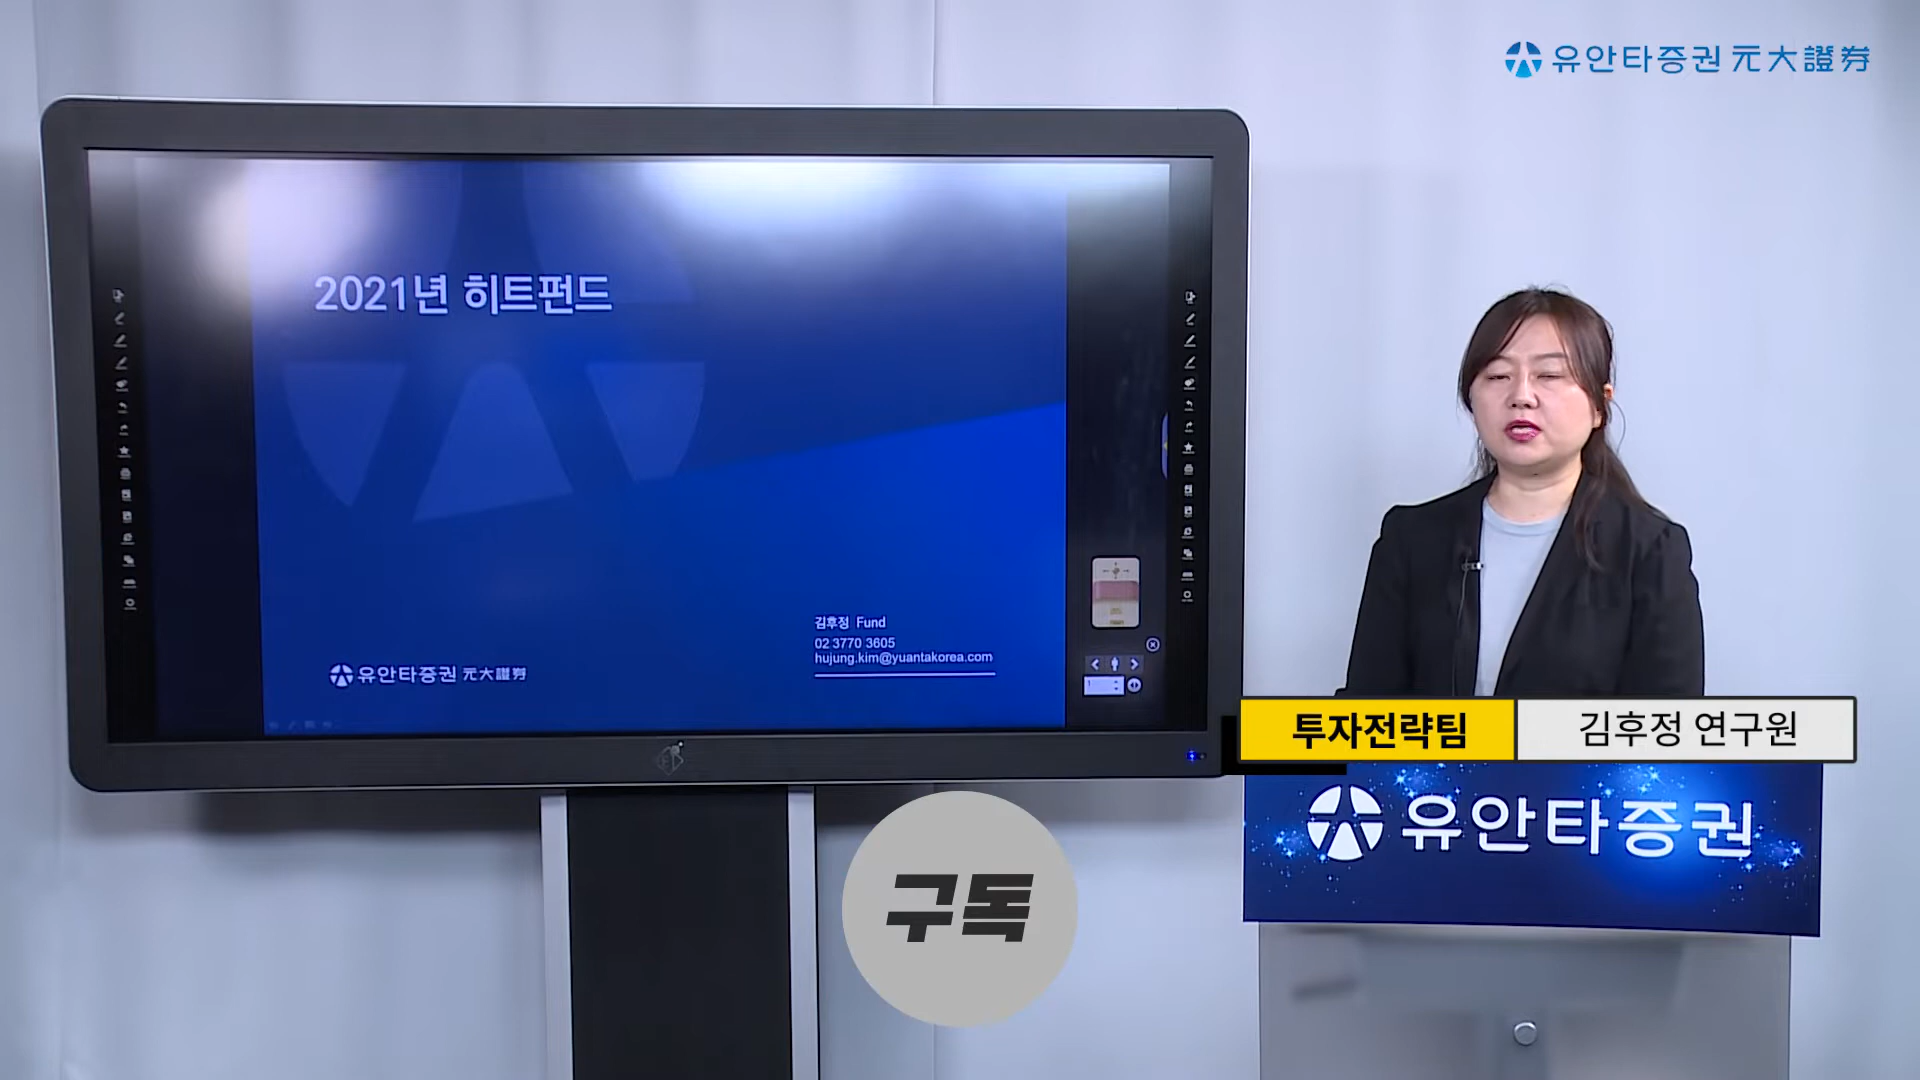 유안타증권 元大證券
2021년 히트펀드
김후정 Fund
02 3770 3605
hujung.kim@yuantakorea.com
유안타증권 元大證券
1
투자전략팀
김후정 연구원
유안타증권
구독